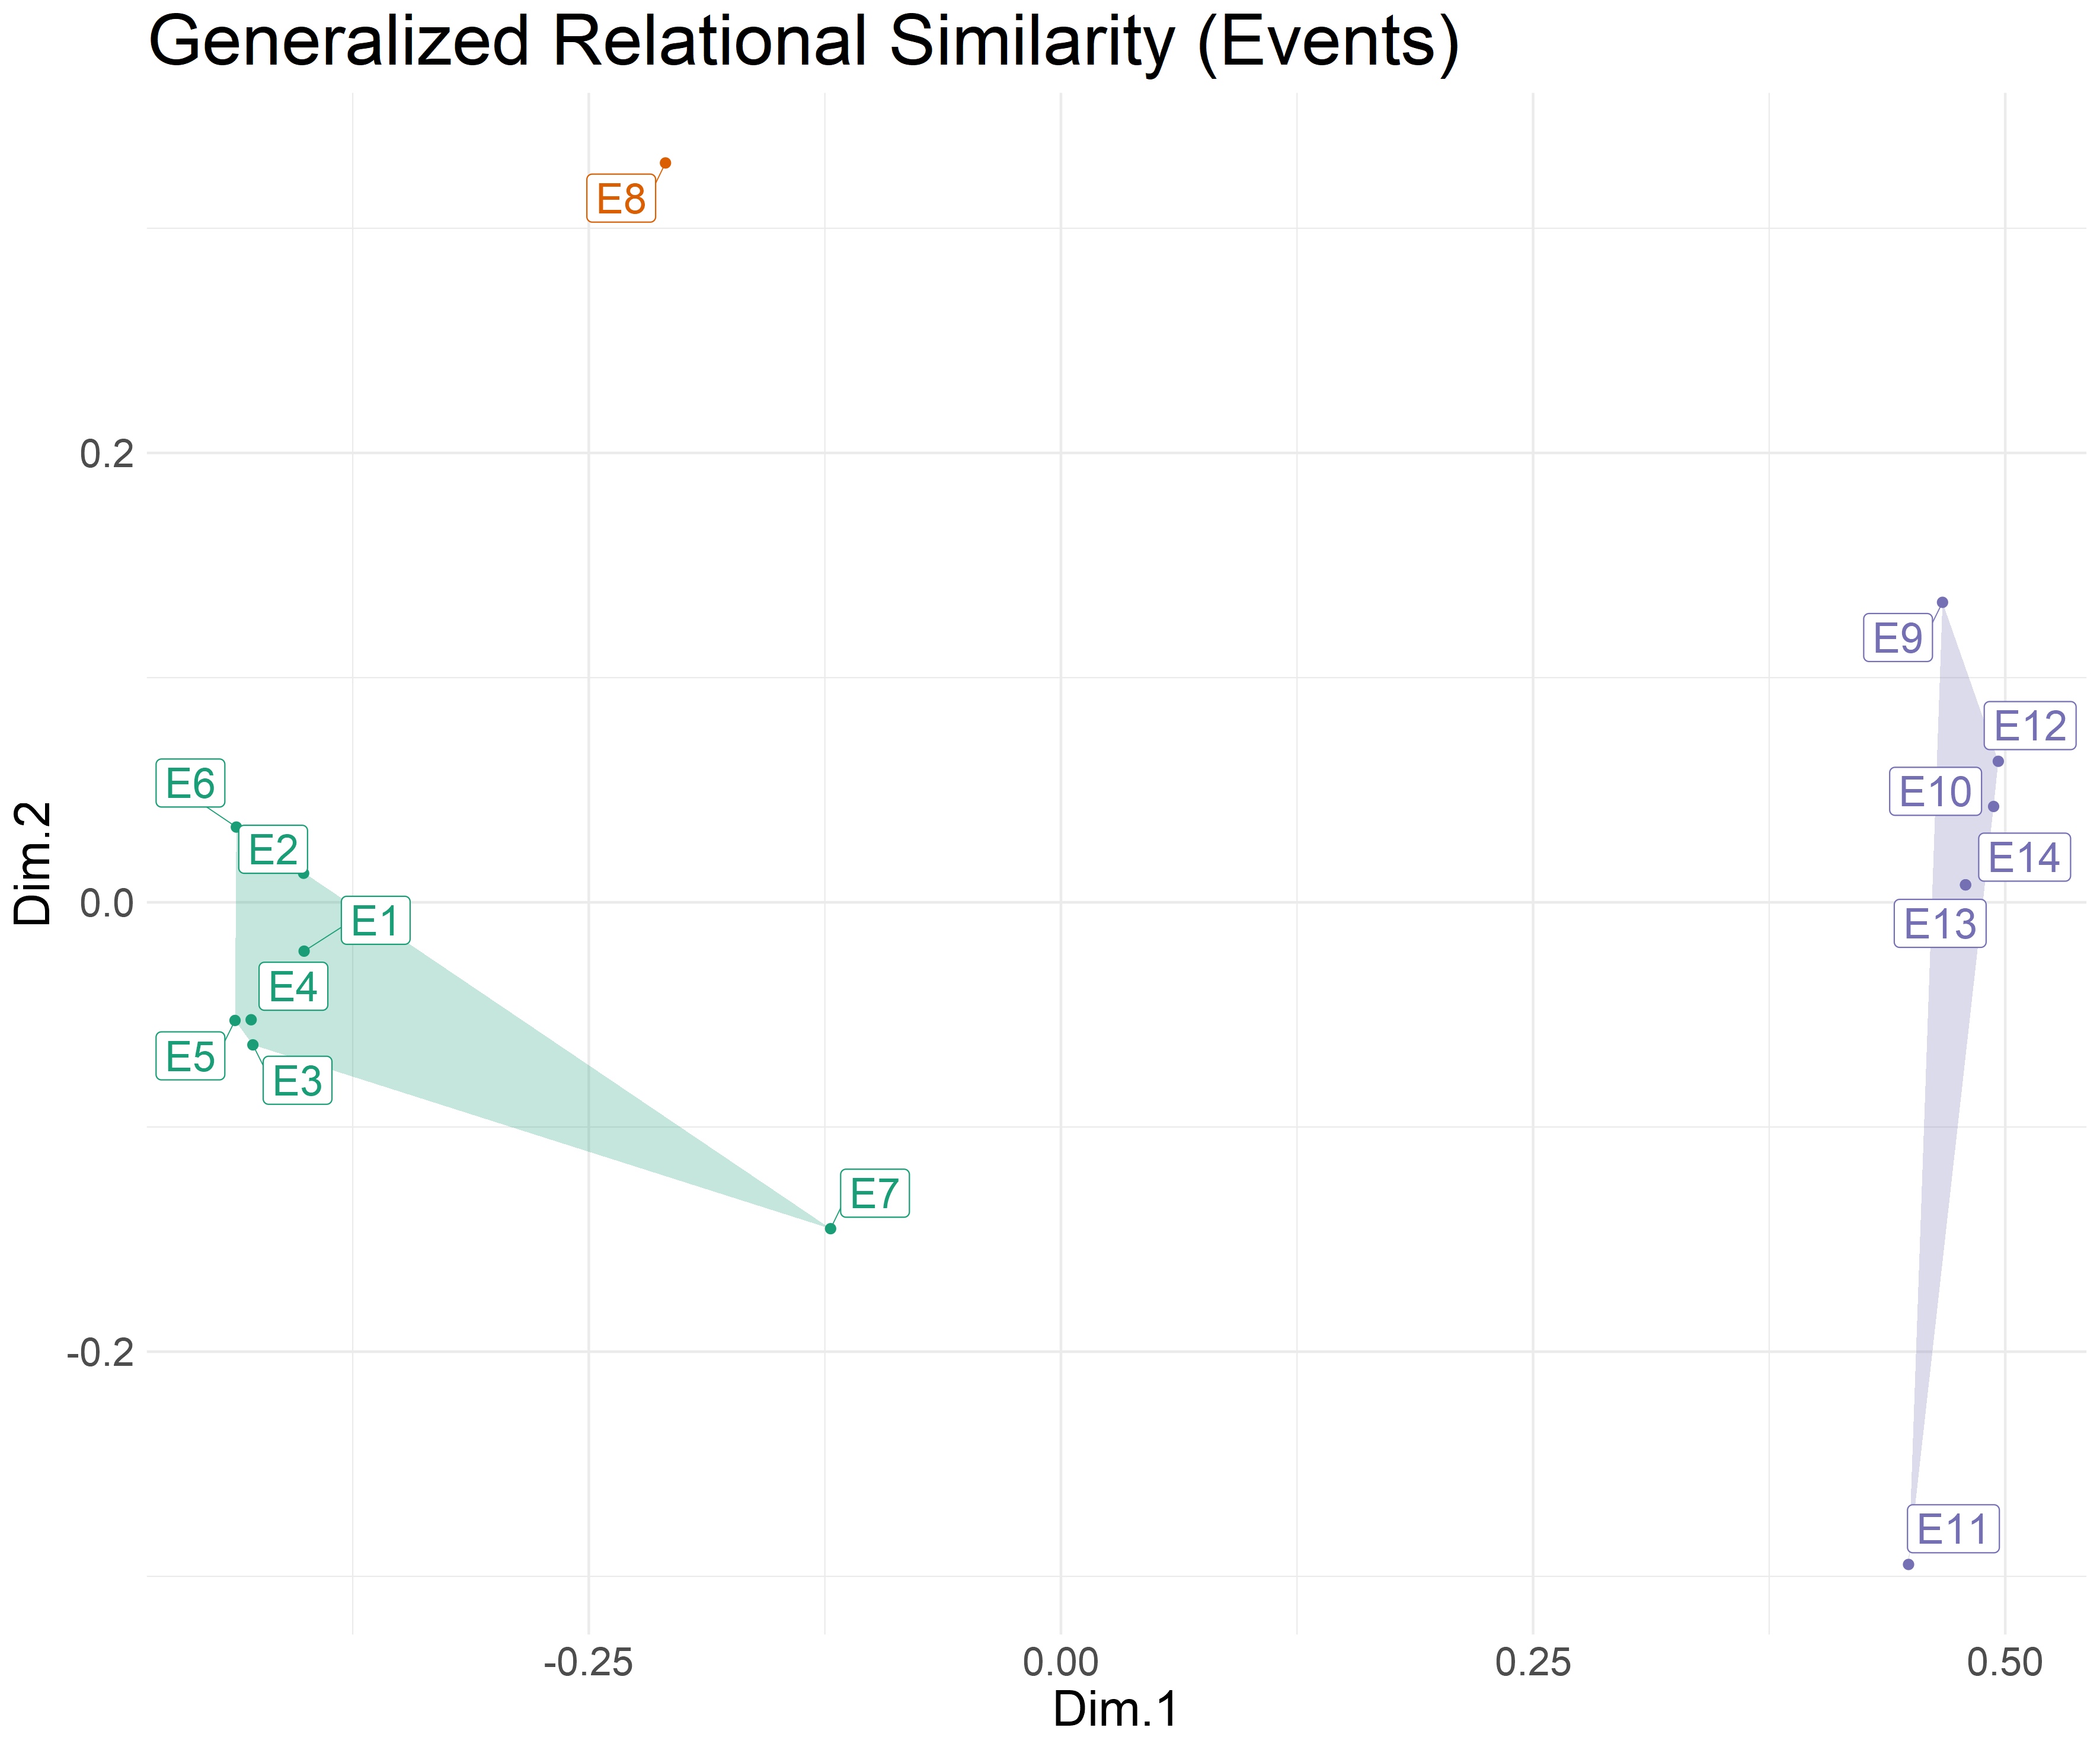 Generalized Relational Similarity (Events)
E8
0.2
E9
E12
E6
E10
E2
E14
0.0
E1
E13
E4
E5
E3
E7
-0.2
E11
Dim.2
-0.25
0.00
0.25
0.50
Dim.1